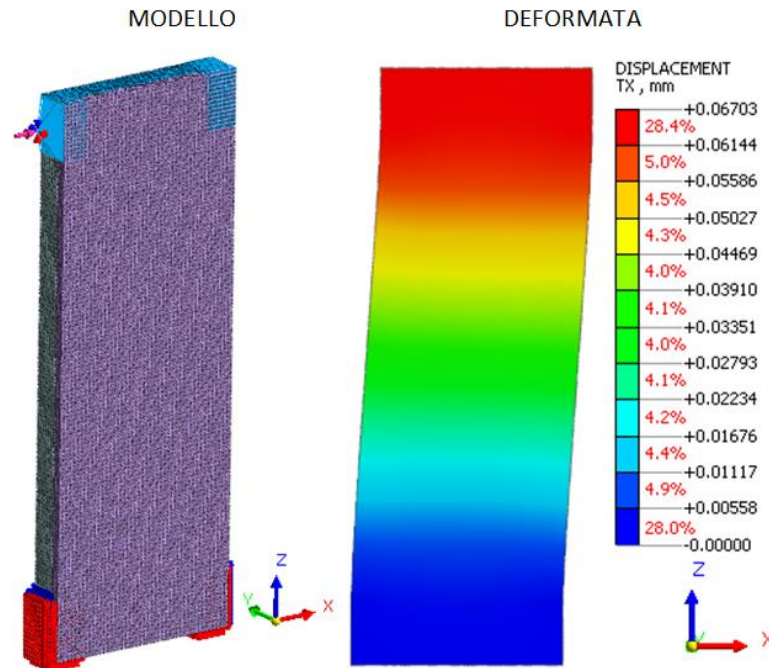 MODELLO
DEFORMATA
DISPLACEMENT
TX , mm
+0.06703
28.4%
+0.06144
5.0%
+0.05586
4.5%
+0.05027
4.3%
+0.04469
4.0%
+0.03910
4.1%
+0.03351
4.0%
+0.02793
4.1%
+0.02234
4.2%
+0.01676
4.4%
+0.01117
4.9%
+0.00558
28.0%
-0.00000
Z
Y
X
Z
Y
X